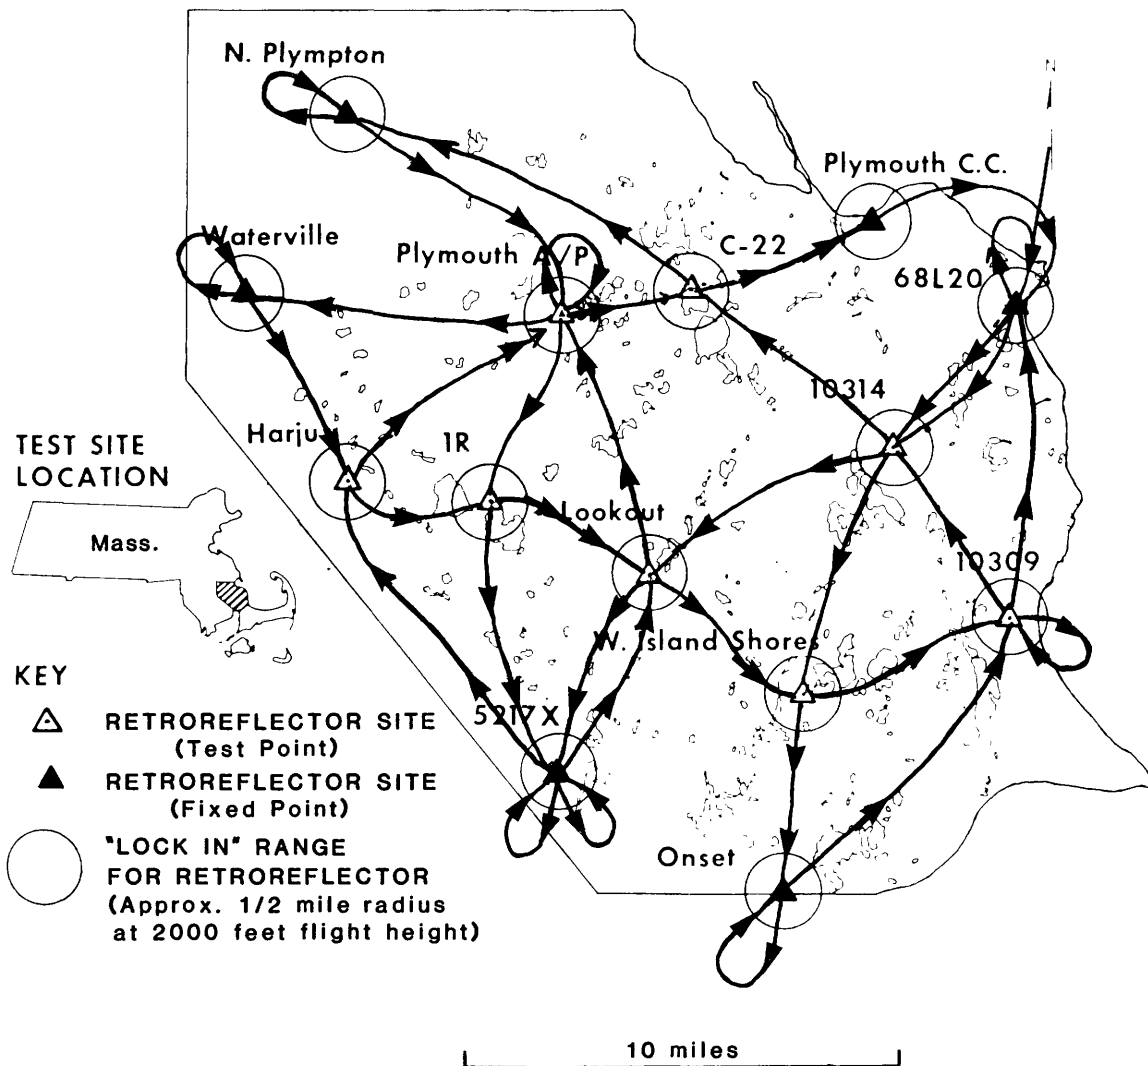 N. Plympton
N
Plymouth C.C.
Waterville
Plymouth A/P
C-22
68L20
10314
Harju
1R
TEST SITE
LOCATION
Lookout
Mass.
10309
W. Island Shores
KEY
5217X
RETROREFLECTOR SITE
(Test Point)
RETROREFLECTOR SITE
(Fixed Point)
"LOCK IN" RANGE
FOR RETROREFLECTOR
(Approx. 1/2 mile radius
at 2000 feet flight height)
Onset
10 miles